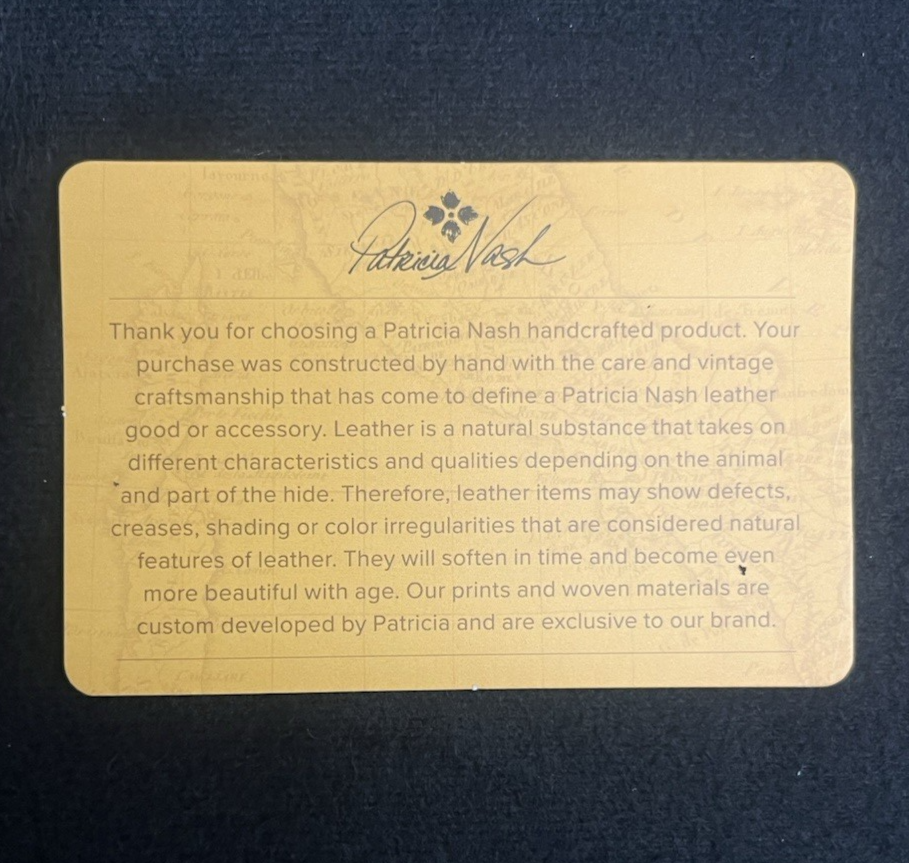 Patricia Nash
Thank you for choosing a Patricia Nash handcrafted product. Your
purchase was constructed by hand with the care and vintage
craftsmanship that has come to define a Patricia Nash leather
good or accessory. Leather is a natural substance that takes on
different characteristics and qualities depending on the animal
and part of the hide. Therefore, leather items may show defects,
creases, shading or color irregularities that are considered natural
features of leather. They will soften in time and become even
more beautiful with age. Our prints and woven materials are
custom developed by Patricia and are exclusive to our brand.